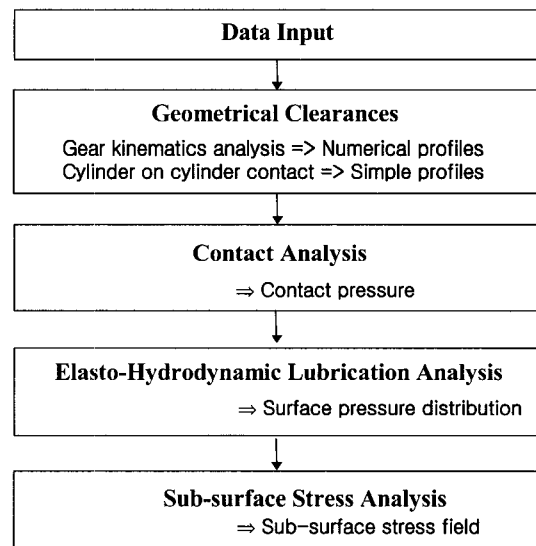 Data Input
Geometrical Clearances
Gear kinematics analysis => Numerical profiles
Cylinder on cylinder contact => Simple profiles
Contact Analysis
⇒ Contact pressure
Elasto-Hydrodynamic Lubrication Analysis
⇒ Surface pressure distribution
Sub-surface Stress Analysis
⇒ Sub-surface stress field